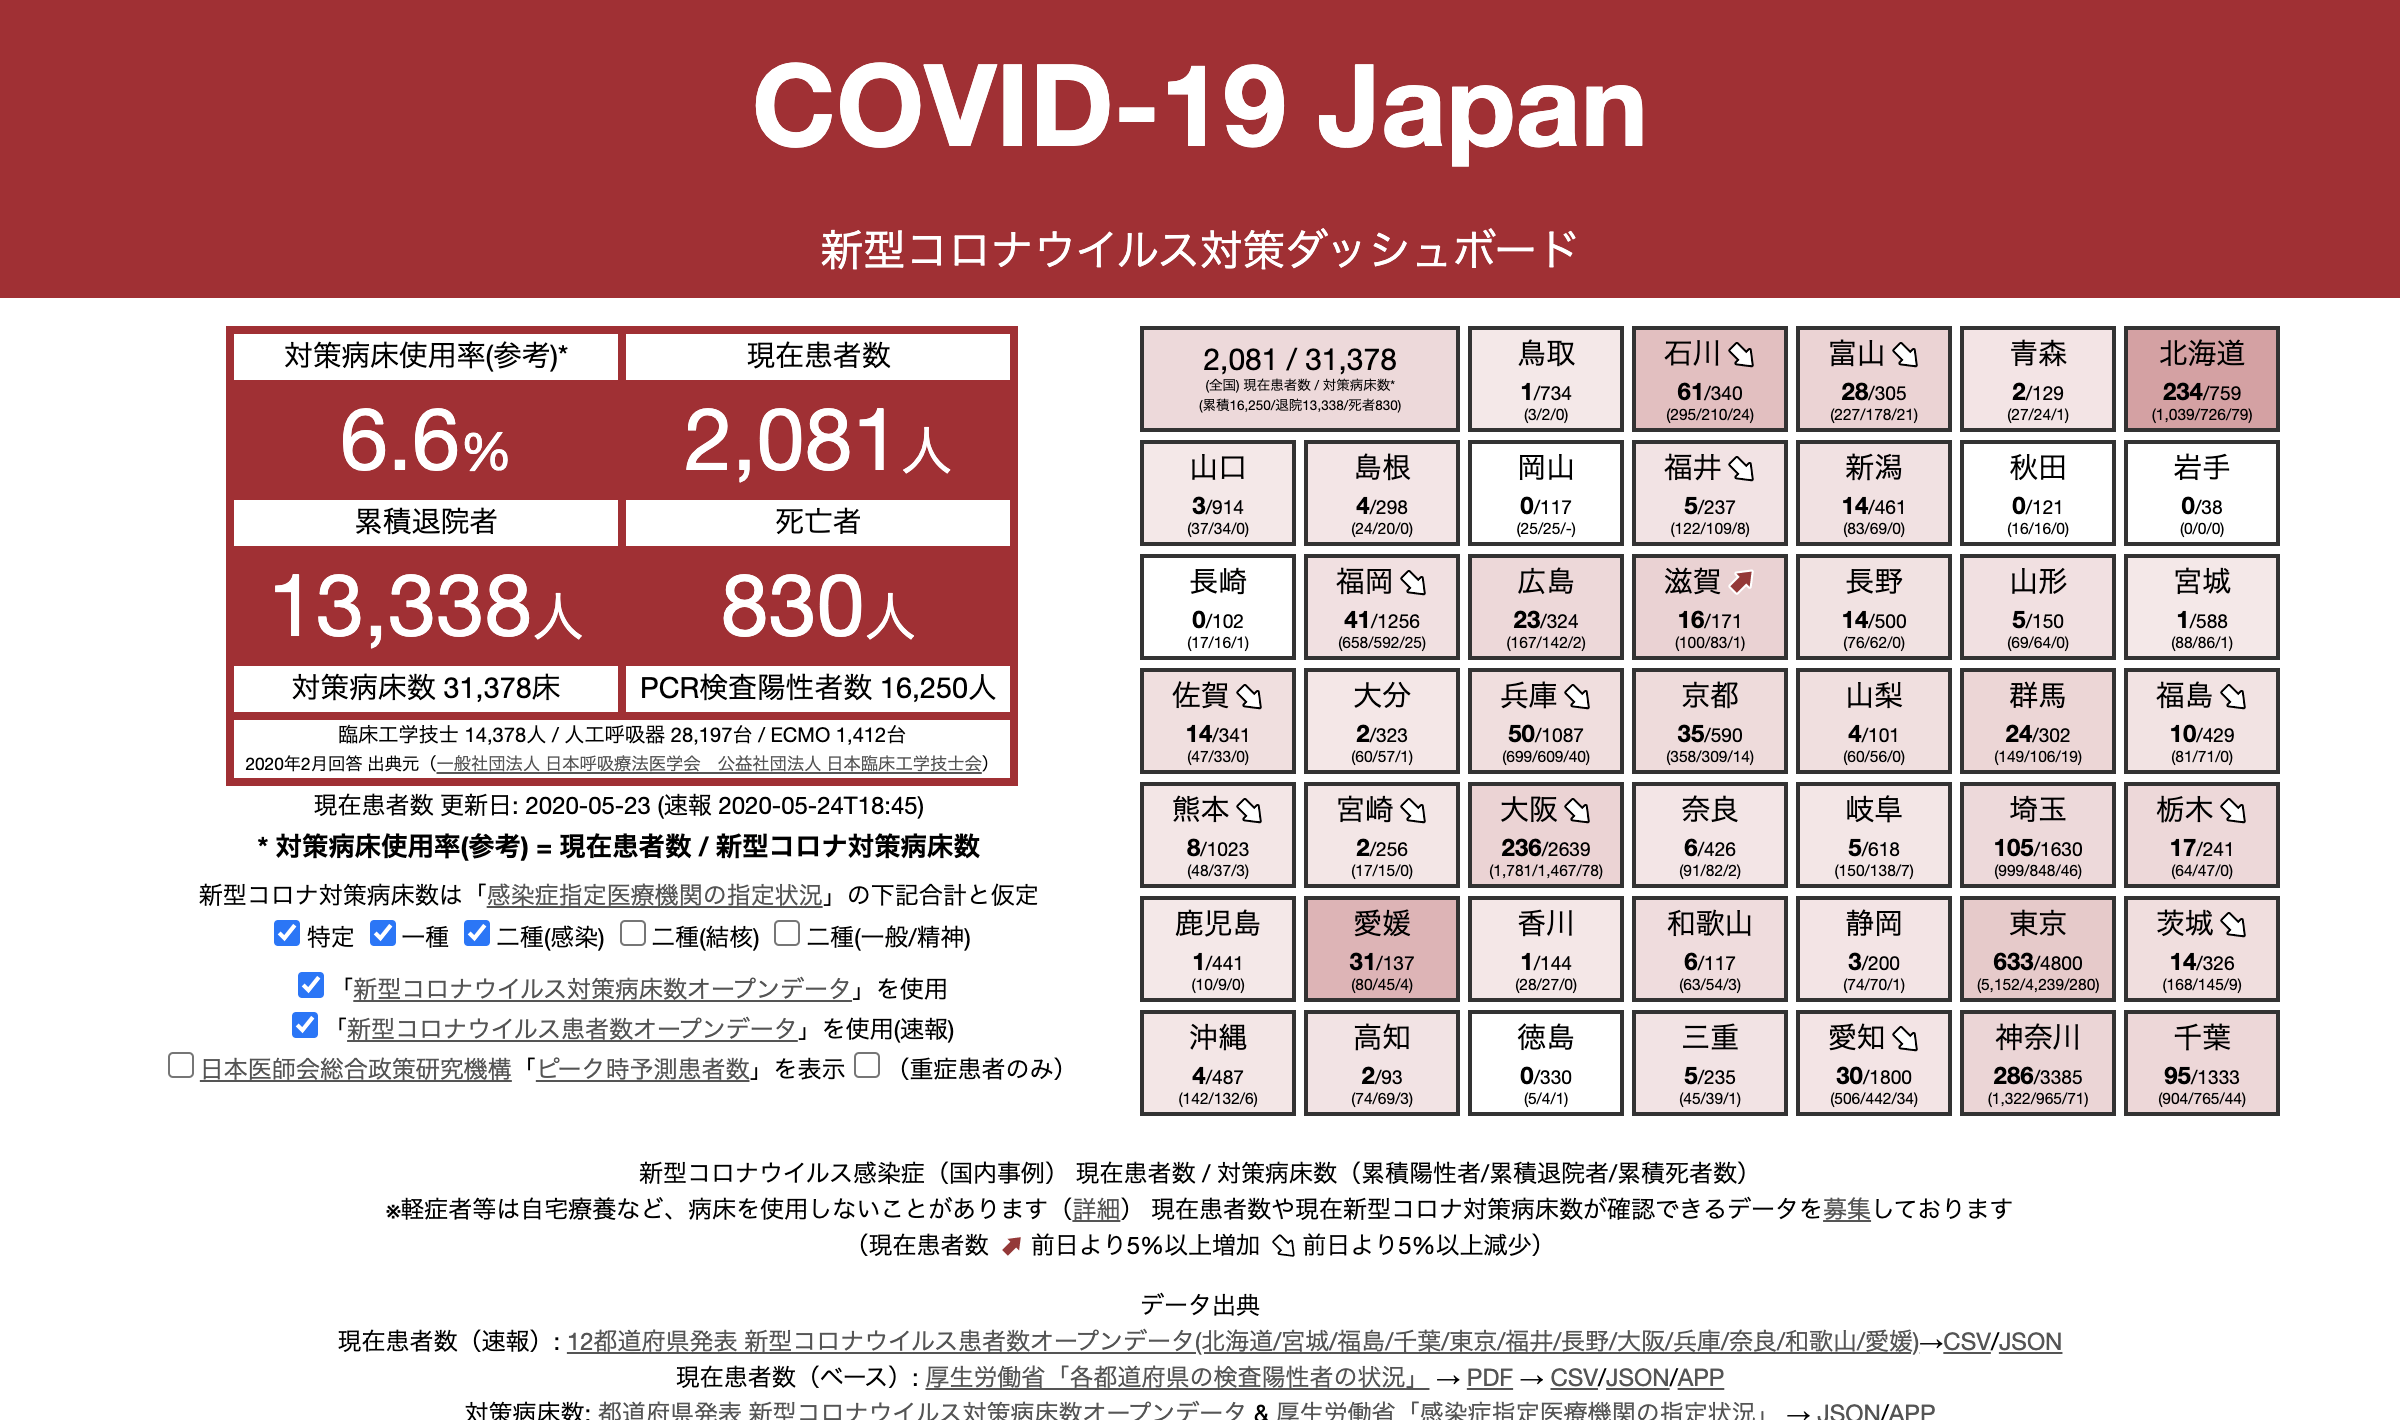 COVID-19 Japan
新型コロナウイルス対策ダッシュボード
対策病床使用率(参考)* 現在患者数
6.6% 2,081人
累積退院者 死亡者
13,338人 830人
対策病床数 31,378床 PCR検査陽性者数 16,250人
臨床工学技士 14,378人 / 人工呼吸器 28,197台 / ECMO 1,412台
2020年2月回答 出典元（一般社団法人 日本呼吸療法医学会　公益社団法人 日本臨床工学技士会）
現在患者数 更新日: 2020-05-23 (速報 2020-05-24T18:45)
* 対策病床使用率(参考) = 現在患者数 / 新型コロナ対策病床数
新型コロナ対策病床数は「感染症指定医療機関の指定状況」の下記合計と仮定
特定 一種 二種(感染) 二種(結核) 二種(一般/精神)
「新型コロナウイルス対策病床数オープンデータ」を使用
「新型コロナウイルス患者数オープンデータ」を使用(速報)
日本医師会総合政策研究機構「ピーク時予測患者数」を表示 （重症患者のみ）
2,081 / 31,378
(全国) 現在患者数 / 対策病床数*
(累積16,250/退院13,338/死者830)
鳥取 石川 富山 青森 北海道
1/734 61/340 28/305 2/129 234/759
(3/2/0) (295/210/24) (227/178/21) (27/24/1) (1,039/726/79)
山口 島根 岡山 福井 新潟 秋田 岩手
3/914 4/298 0/117 5/237 14/461 0/121 0/38
(37/34/0) (24/20/0) (25/25/-) (122/109/8) (83/69/0) (16/16/0) (0/0/0)
長崎 福岡 広島 滋賀 長野 山形 宮城
0/102 41/1256 23/324 16/171 14/500 5/150 1/588
(17/16/1) (658/592/25) (167/142/2) (100/83/1) (76/62/0) (69/64/0) (88/86/1)
佐賀 大分 兵庫 京都 山梨 群馬 福島
14/341 2/323 50/1087 35/590 4/101 24/302 10/429
(47/33/0) (60/57/1) (699/609/40) (358/309/14) (60/56/0) (149/106/19) (81/71/0)
熊本 宮崎 大阪 奈良 岐阜 埼玉 栃木
8/1023 2/256 236/2639 6/426 5/618 105/1630 17/241
(48/37/3) (17/15/0) (1,781/1,467/78) (91/82/2) (150/138/7) (999/848/46) (64/47/0)
鹿児島 愛媛 香川 和歌山 静岡 東京 茨城
1/441 31/137 1/144 6/117 3/200 633/4800 14/326
(10/9/0) (80/45/4) (28/27/0) (63/54/3) (74/70/1) (5,152/4,239/280) (168/145/9)
沖縄 高知 徳島 三重 愛知 神奈川 千葉
4/487 2/93 0/330 5/235 30/1800 286/3385 95/1333
(142/132/6) (74/69/3) (5/4/1) (45/39/1) (506/442/34) (1,322/965/71) (904/765/44)
新型コロナウイルス感染症（国内事例） 現在患者数 / 対策病床数（累積陽性者/累積退院者/累積死者数）
※軽症者等は自宅療養など、病床を使用しないことがあります（詳細） 現在患者数や現在新型コロナ対策病床数が確認できるデータを募集しております
（現在患者数 前日より5%以上増加 前日より5%以上減少）
データ出典
現在患者数（速報）: 12都道府県発表 新型コロナウイルス患者数オープンデータ(北海道/宮城/福島/千葉/東京/福井/長野/大阪/兵庫/奈良/和歌山/愛媛)→CSV/JSON
現在患者数（ベース）: 厚生労働省「各都道府県の検査陽性者の状況」 → PDF → CSV/JSON/APP
対策病床数: 都道府県発表 新型コロナウイルス対策病床数オープンデータ & 厚生労働省「感染症指定医療機関の指定状況」 → JSON/APP